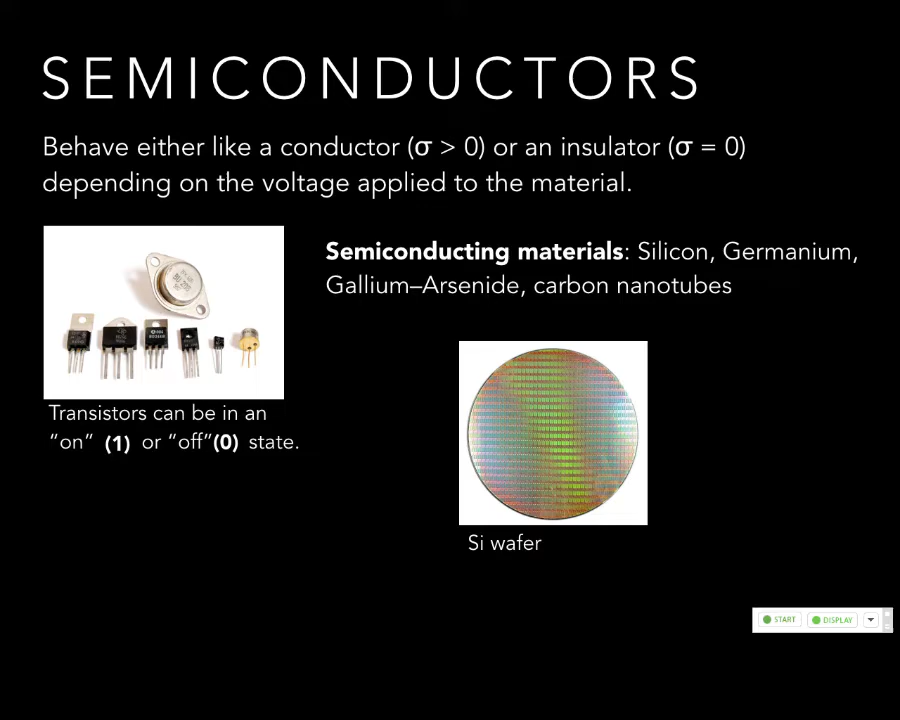 SEMICONDUCTORS
Behave either like a conductor (σ > 0) or an insulator (σ = 0)
depending on the voltage applied to the material.
Semiconducting materials: Silicon, Germanium,
Gallium–Arsenide, carbon nanotubes
Transistors can be in an
“on” (1) or “off”(0) state.
Si wafer
START DISPLAY